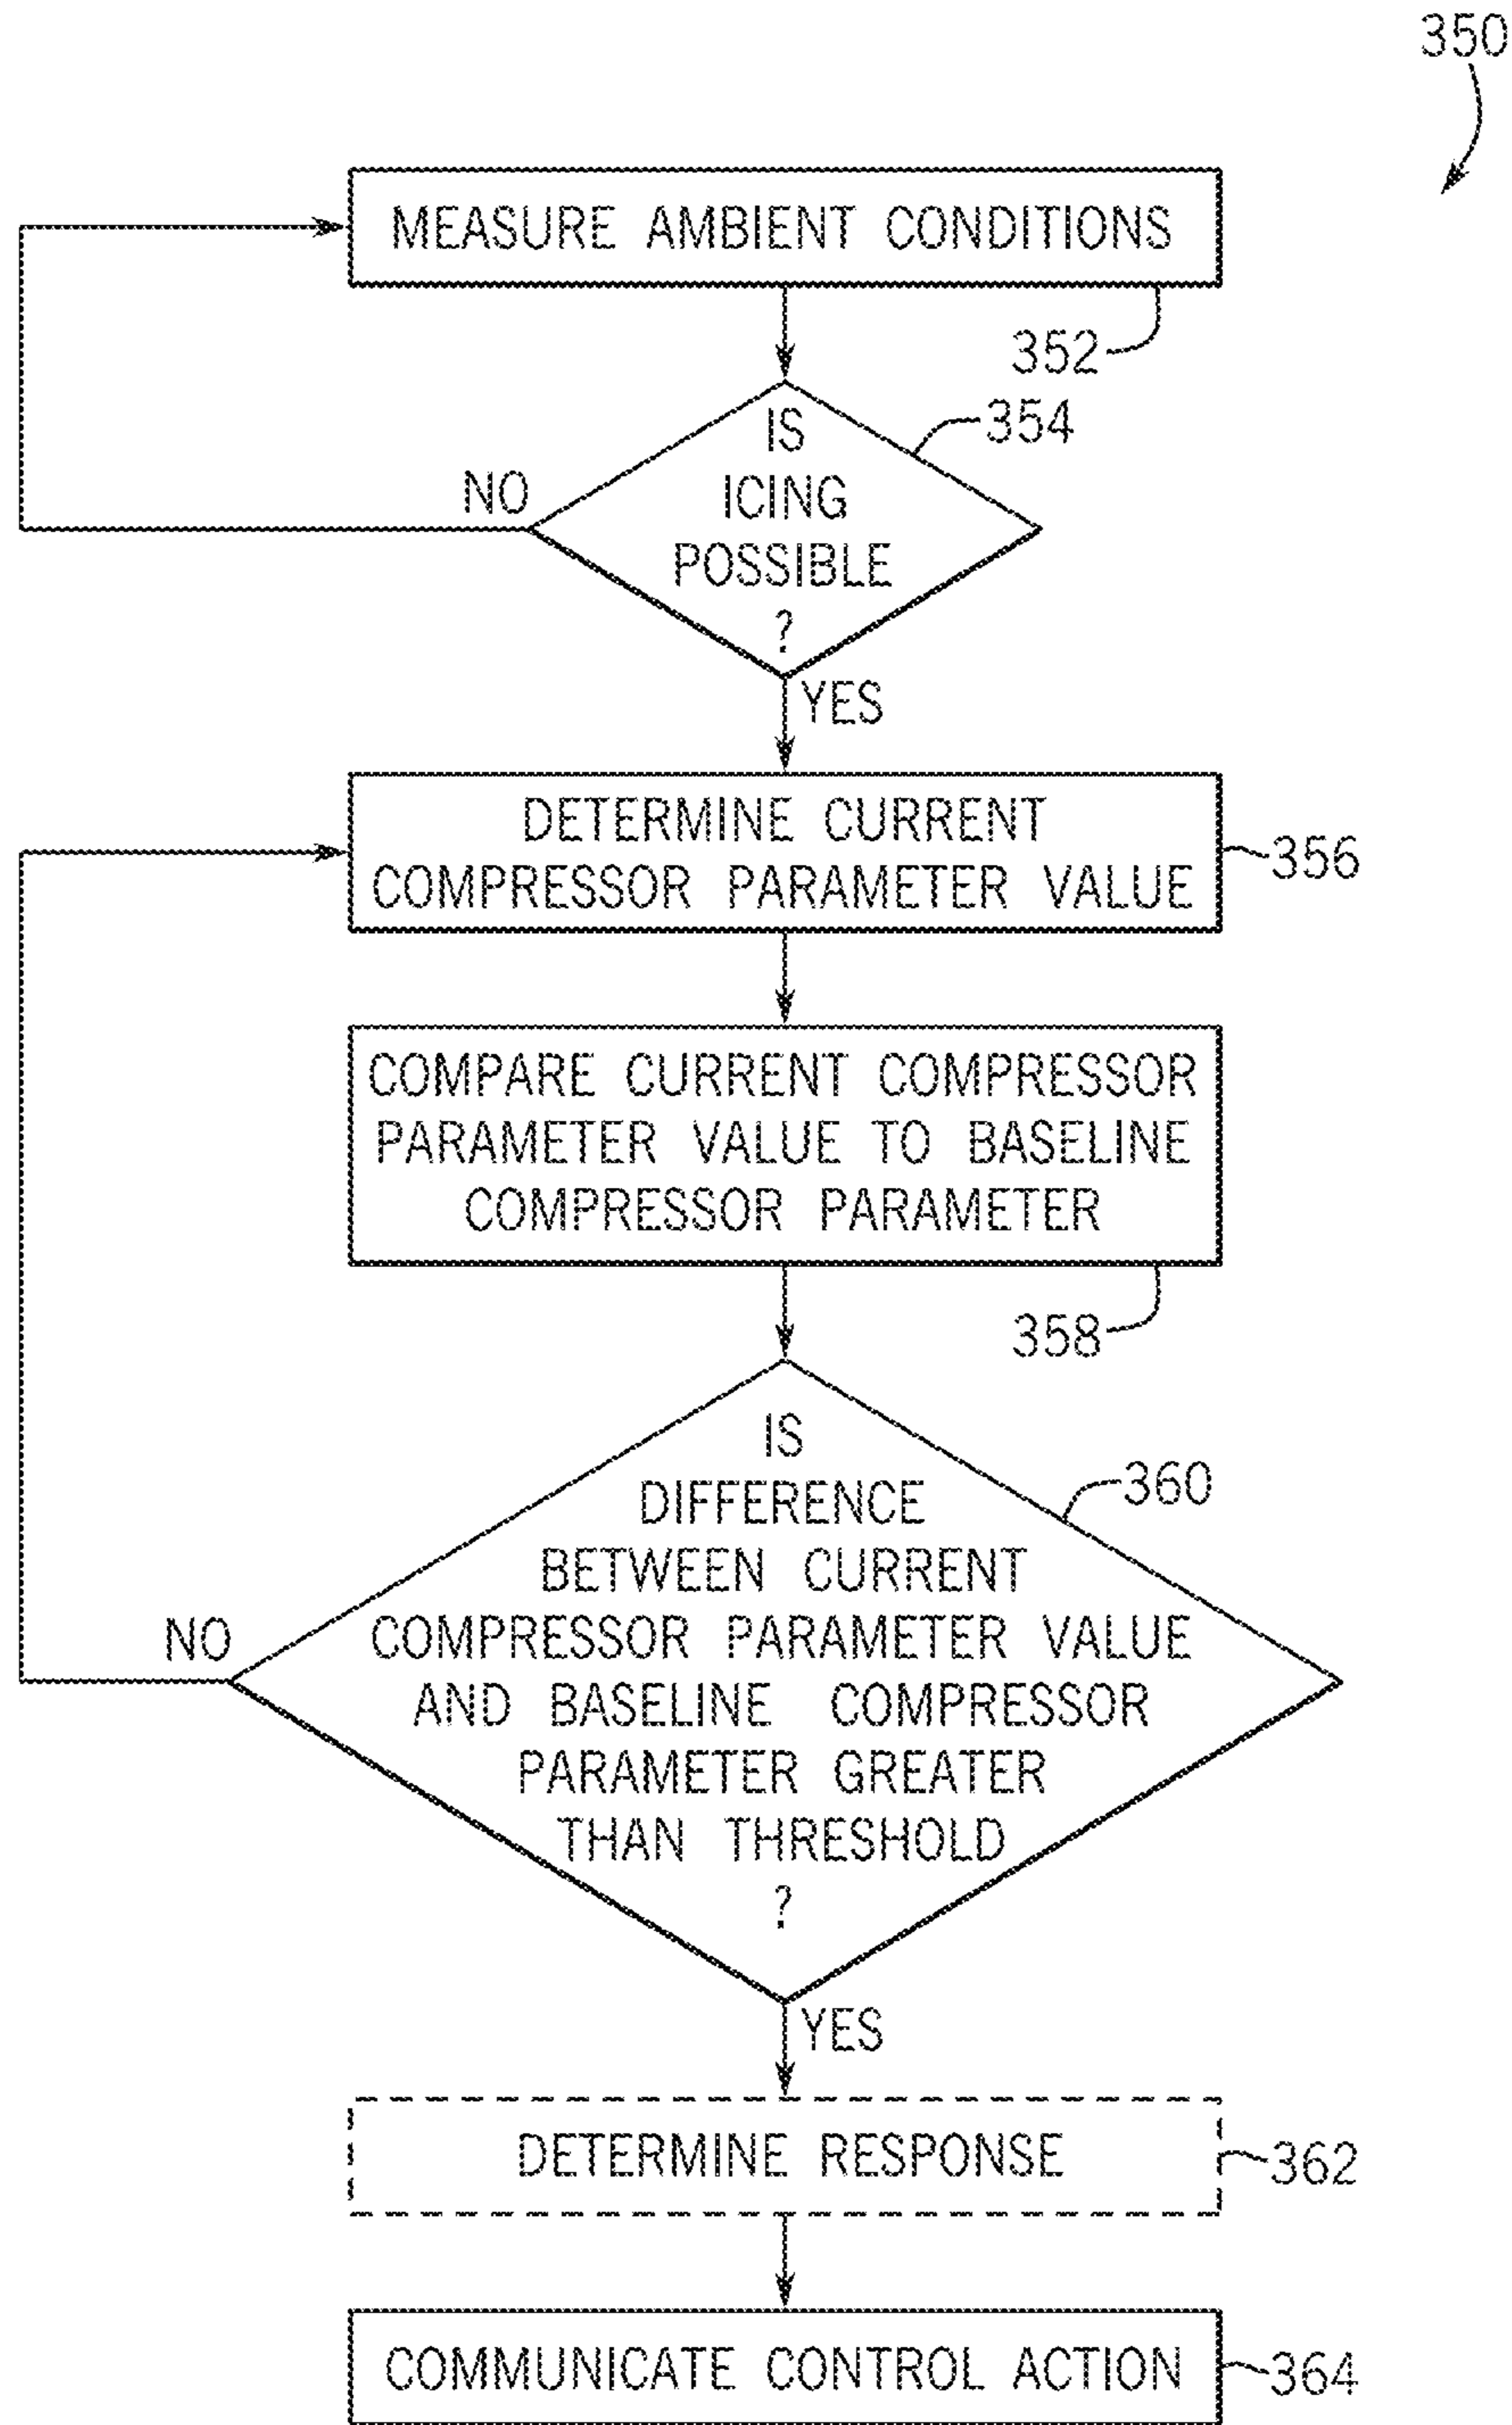 350
MEASURE AMBIENT CONDITIONS
352
IS
ICING
POSSIBLE
?
354
NO
YES
DETERMINE CURRENT
COMPRESSOR PARAMETER VALUE
356
COMPARE CURRENT COMPRESSOR
PARAMETER VALUE TO BASELINE
COMPRESSOR PARAMETER
358
IS
DIFFERENCE
BETWEEN CURRENT
COMPRESSOR PARAMETER VALUE
AND BASELINE COMPRESSOR
PARAMETER GREATER
THAN THRESHOLD
?
360
NO
YES
DETERMINE RESPONSE
362
COMMUNICATE CONTROL ACTION
364